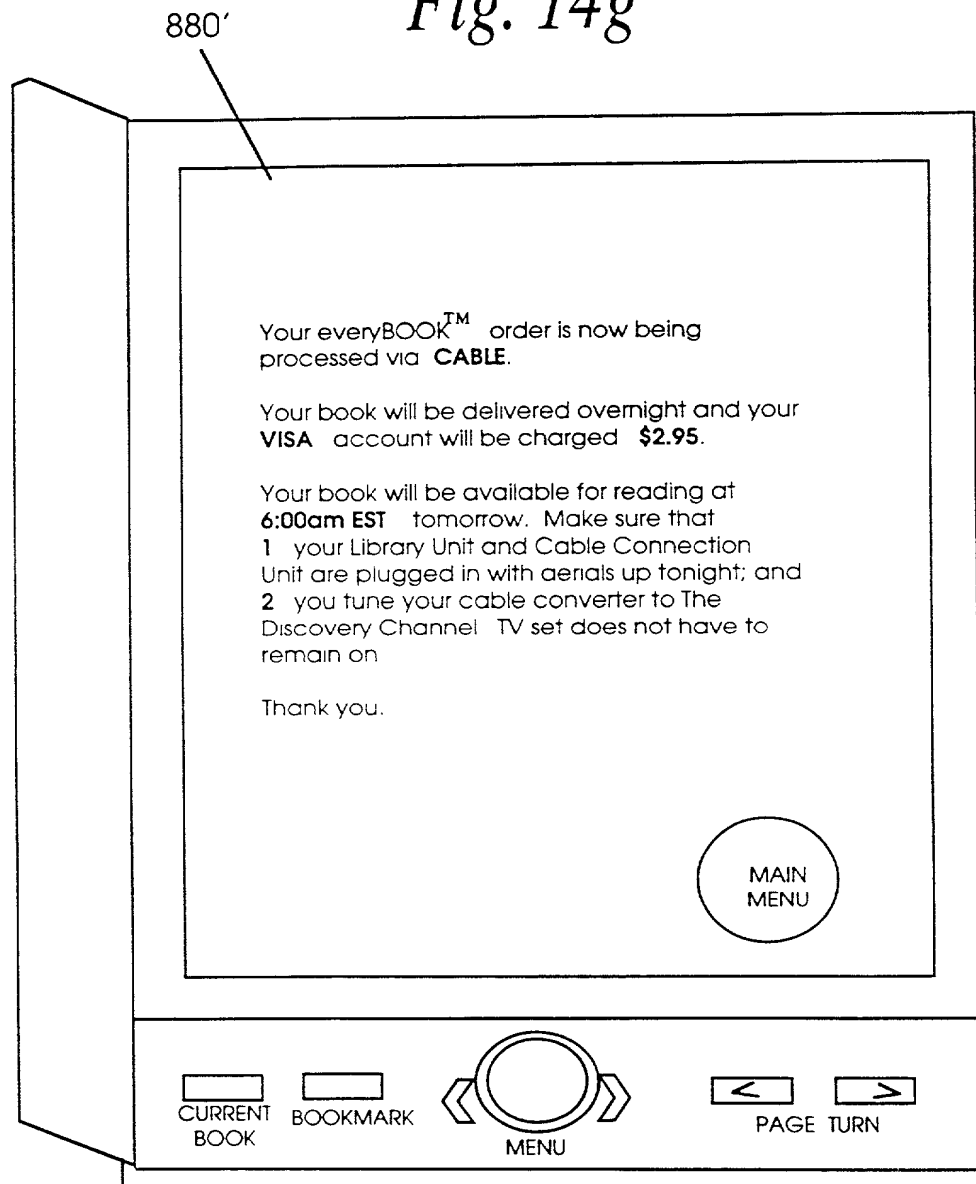 Fig. 14g
880'
Your everyBOOK™ order is now being
processed via CABLE.
Your book will be delivered overnight and your
VISA account will be charged $2.95.
Your book will be available for reading at
6:00am EST tomorrow. Make sure that
1 your Library Unit and Cable Connection
Unit are plugged in with aerials up tonight; and
2 you tune your cable converter to The
Discovery Channel TV set does not have to
remain on
Thank you.
MAIN
MENU
CURRENT
BOOK
BOOKMARK
MENU
< >
PAGE TURN